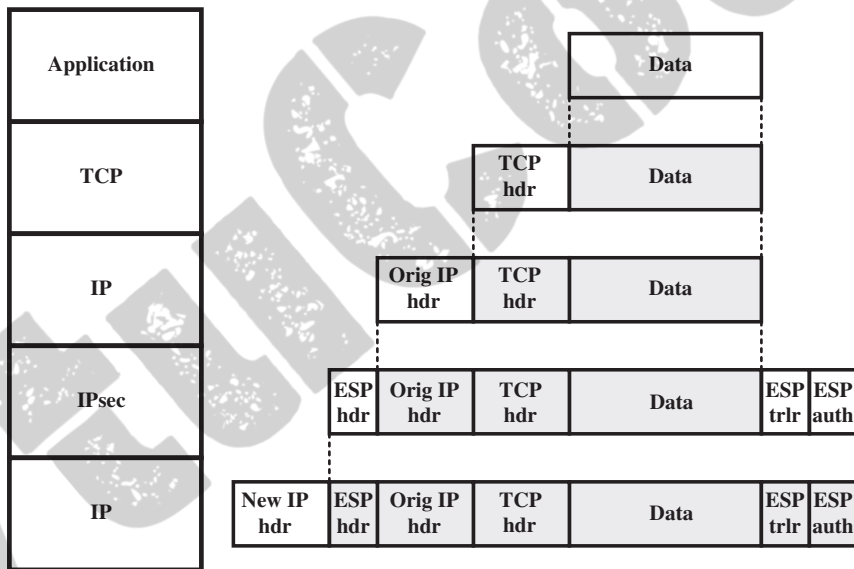 Application
Data
TCP
TCP
hdr
Data
IP
Orig IP
hdr
TCP
hdr
Data
IPsec
ESP
hdr
Orig IP
hdr
TCP
hdr
Data
ESP
trlr
ESP
auth
IP
New IP
hdr
ESP
hdr
Orig IP
hdr
TCP
hdr
Data
ESP
trlr
ESP
auth